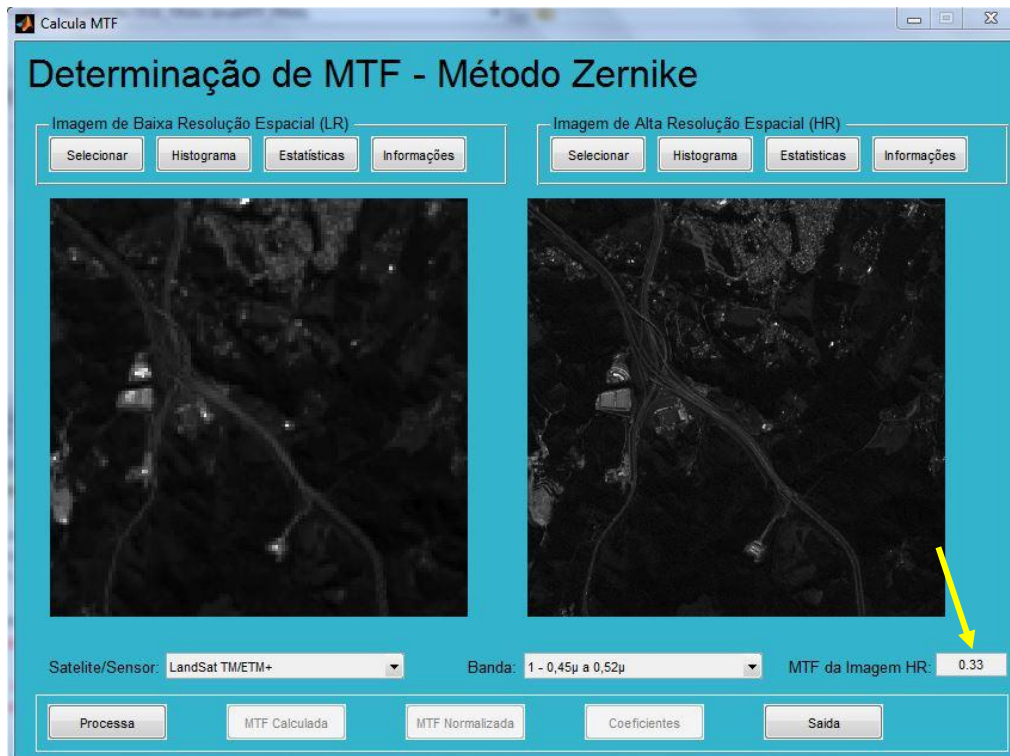 Calcula MTF
Determinação de MTF - Método Zernike
Imagem de Baixa Resolução Espacial (LR)
Selecionar Histograma Estatísticas Informações
Imagem de Alta Resolução Espacial (HR)
Selecionar Histograma Estatisticas Informações
Satelite/Sensor: LandSat TM/ETM+ Banda: 1 - 0,45µ a 0,52µ MTF da Imagem HR: 0.33
Processa MTF Calculada MTF Normalizada Coeficientes Saida